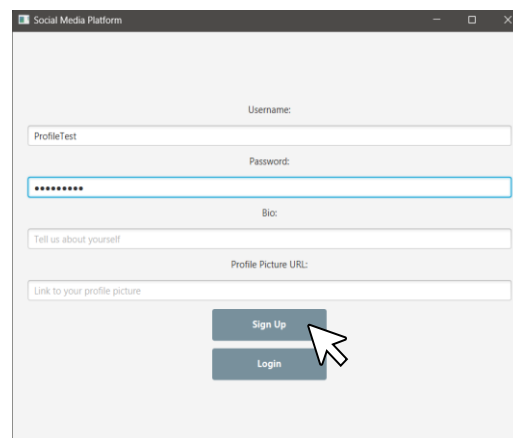 Social Media Platform
Username:
ProfileTest
Password:
•••••••••
Bio:
Tell us about yourself
Profile Picture URL:
Link to your profile picture
Sign Up
Login